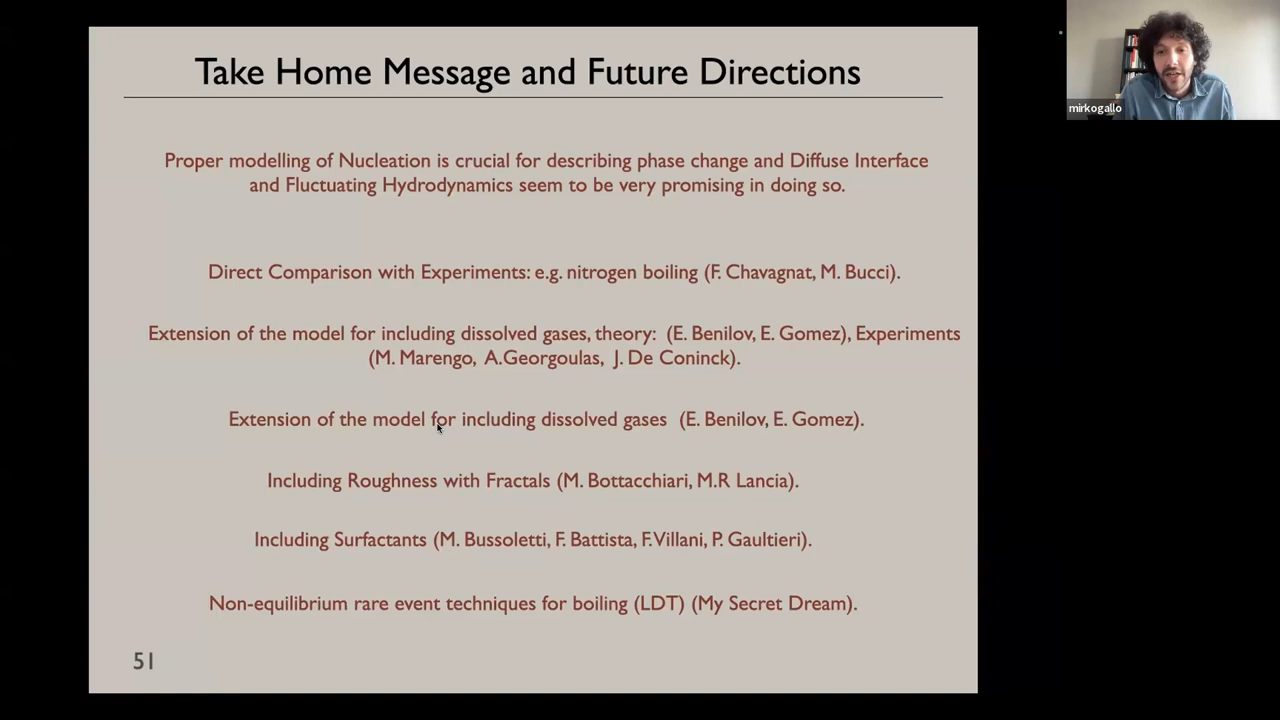 Take Home Message and Future Directions
mirkogallo
Proper modelling of Nucleation is crucial for describing phase change and Diffuse Interface
and Fluctuating Hydrodynamics seem to be very promising in doing so.
Direct Comparison with Experiments: e.g. nitrogen boiling (F. Chavagnat, M. Bucci).
Extension of the model for including dissolved gases, theory: (E. Benilov, E. Gomez), Experiments
(M. Marengo, A.Georgoulas, J. De Coninck).
Extension of the model for including dissolved gases (E. Benilov, E. Gomez).
Including Roughness with Fractals (M. Bottacchiari, M.R Lancia).
Including Surfactants (M. Bussoletti, F. Battista, F.Villani, P. Gaultieri).
Non-equilibrium rare event techniques for boiling (LDT) (My Secret Dream).
51